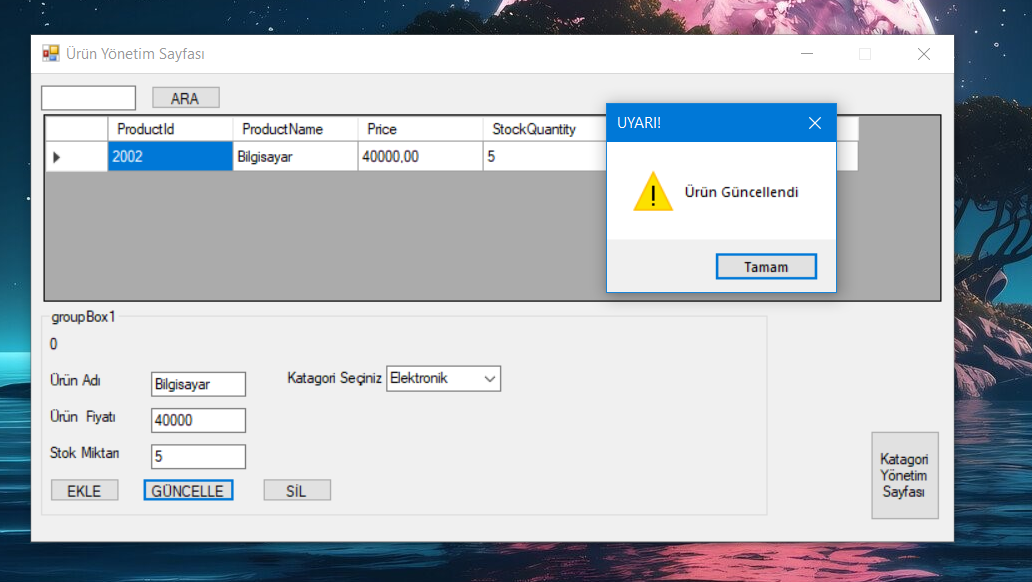 Ürün Yönetim Sayfası
ARA
ProductId ProductName Price StockQuantity
2002 Bilgisayar 40000,00 5
UYARI!
Ürün Güncellendi
Tamam
groupBox1
0
Ürün Adı Bilgisayar Katagori Seçiniz Elektronik
Ürün Fiyatı 40000
Stok Miktarı 5
EKLE GÜNCELLE SİL
Katagori
Yönetim
Sayfası